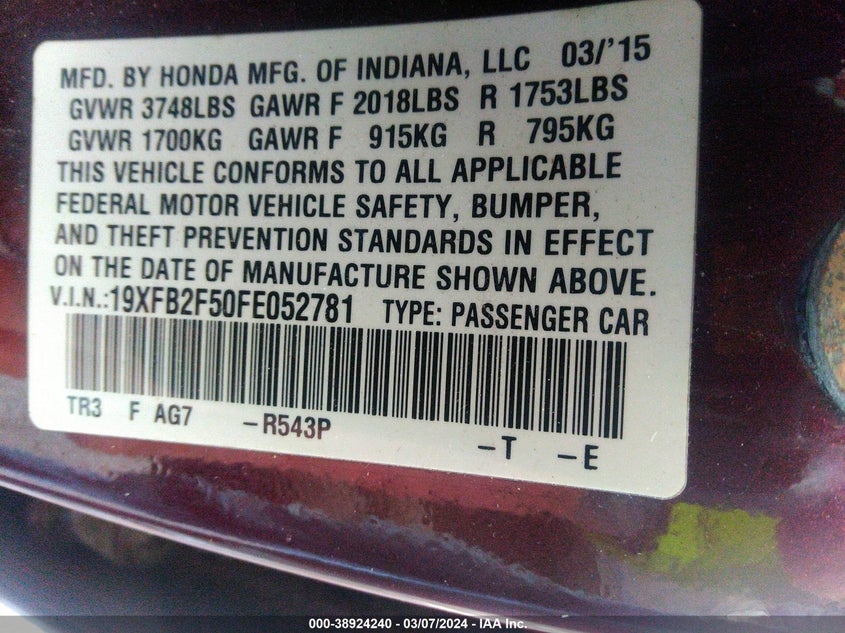 MFD. BY HONDA MFG. OF INDIANA, LLC 03/'15
GVWR 3748LBS GAWR F 2018LBS R 1753LBS
GVWR 1700KG GAWR F 915KG R 795KG
THIS VEHICLE CONFORMS TO ALL APPLICABLE
FEDERAL MOTOR VEHICLE SAFETY, BUMPER,
AND THEFT PREVENTION STANDARDS IN EFFECT
ON THE DATE OF MANUFACTURE SHOWN ABOVE.
V.I.N.:19XFB2F50FE052781 TYPE: PASSENGER CAR
TR3 F AG7 -R543P -T -E
000-38924240 - 03/07/2024 - IAA Inc.